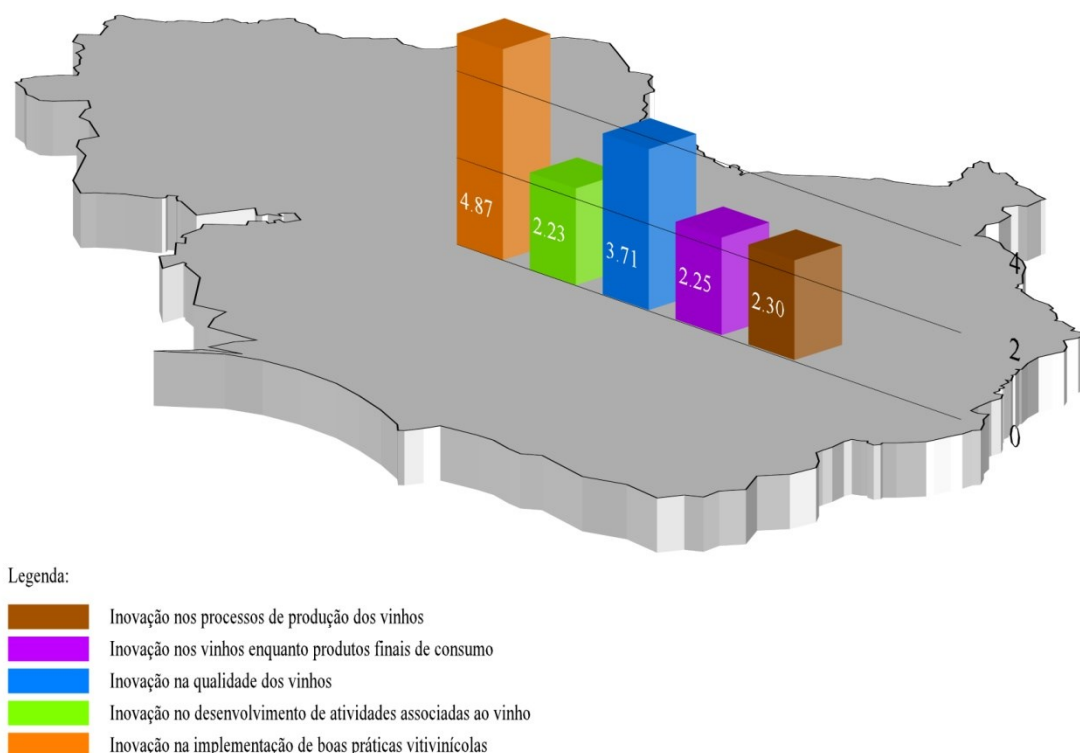 4.87
2.23
3.71
2.25
2.30
4
2
0
Legenda:
Inovação nos processos de produção dos vinhos
Inovação nos vinhos enquanto produtos finais de consumo
Inovação na qualidade dos vinhos
Inovação no desenvolvimento de atividades associadas ao vinho
Inovação na implementação de boas práticas vitivinícolas